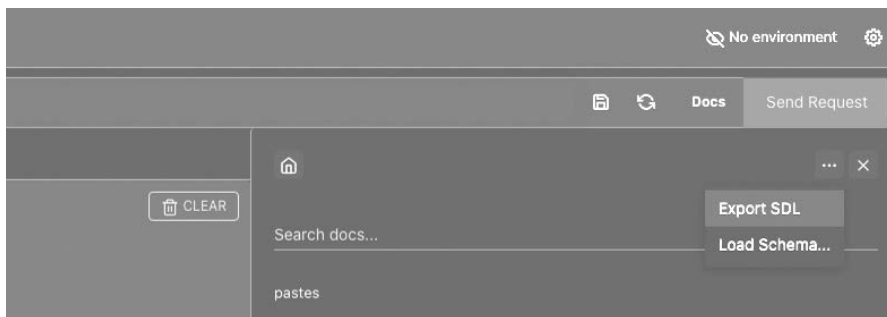 No environment
Docs
Send Request
CLEAR
Export SDL
Search docs...
Load Schema...
pastes